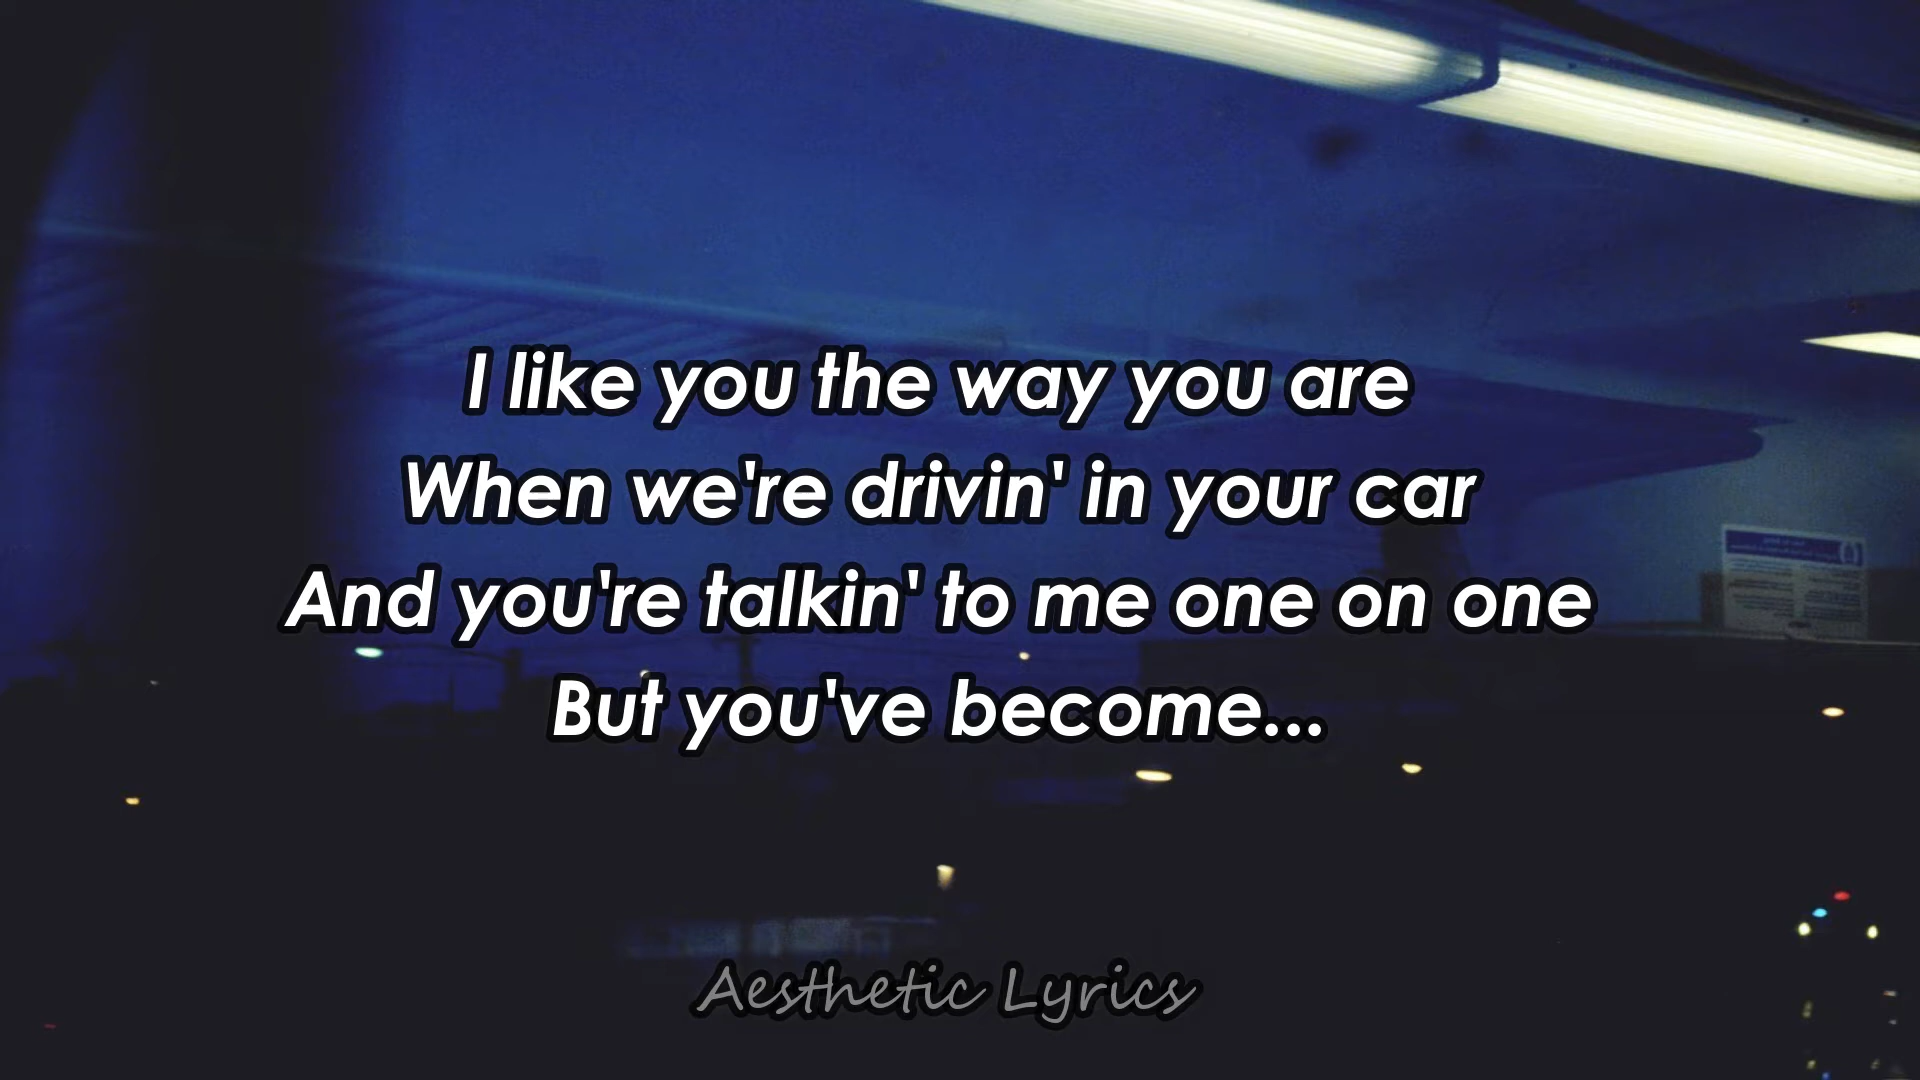 I like you the way you are
When we're drivin' in your car
And you're talkin' to me one on one
But you've become...
Aesthetic Lyrics